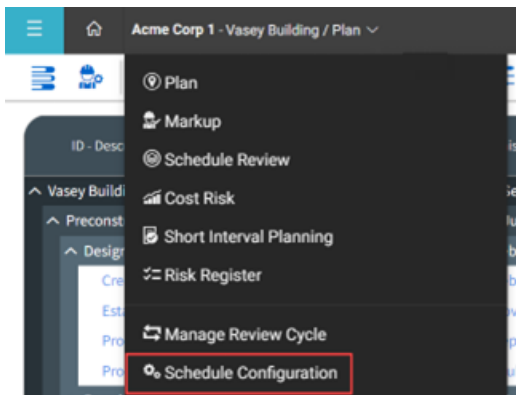 Acme Corp 1 - Vasey Building / Plan
Plan
ID - Desc
Markup
Schedule Review
Vasey Build
Cost Risk
Preconst
Short Interval Planning
Design
Risk Register
Cre
Esta
Manage Review Cycle
Pro
Schedule Configuration
Pro